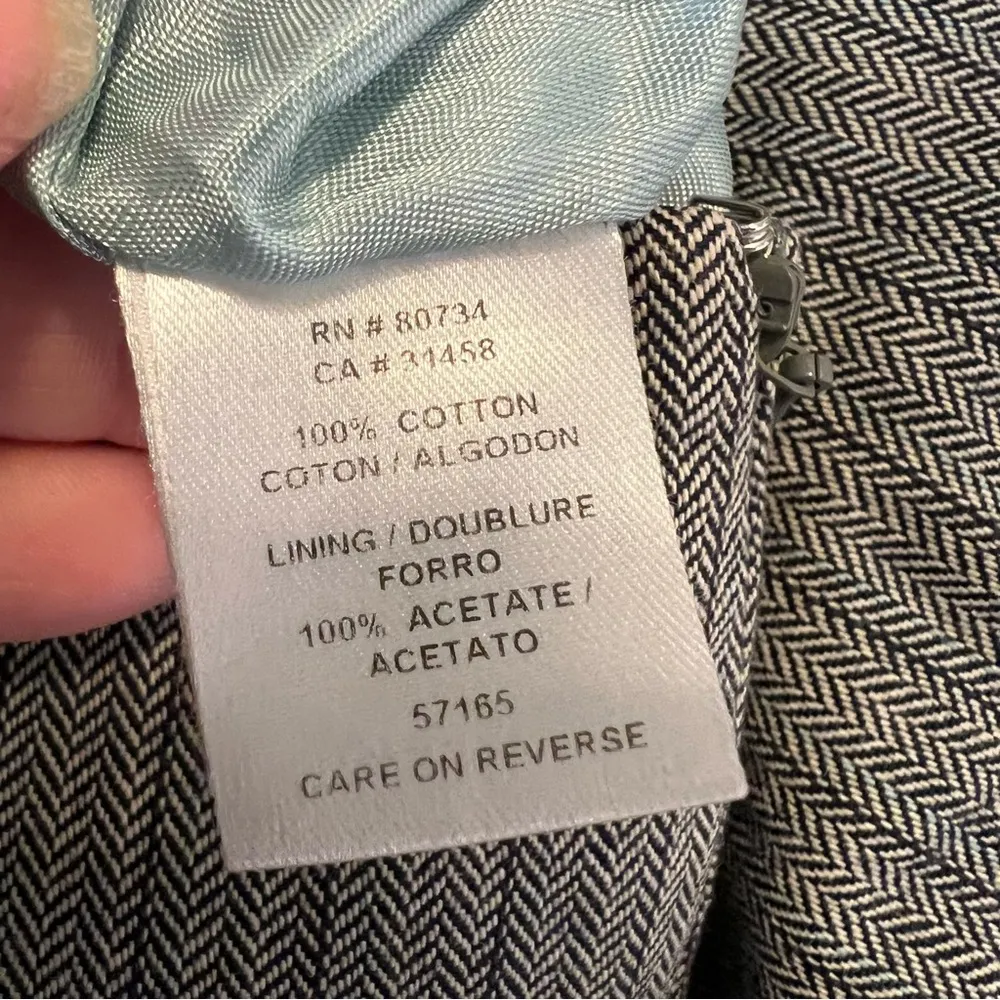 RN # 80734
CA # 31458
100% COTTON
COTON / ALGODON
LINING / DOUBLURE
FORRO
100% ACETATE /
ACETATO
57165
CARE ON REVERSE